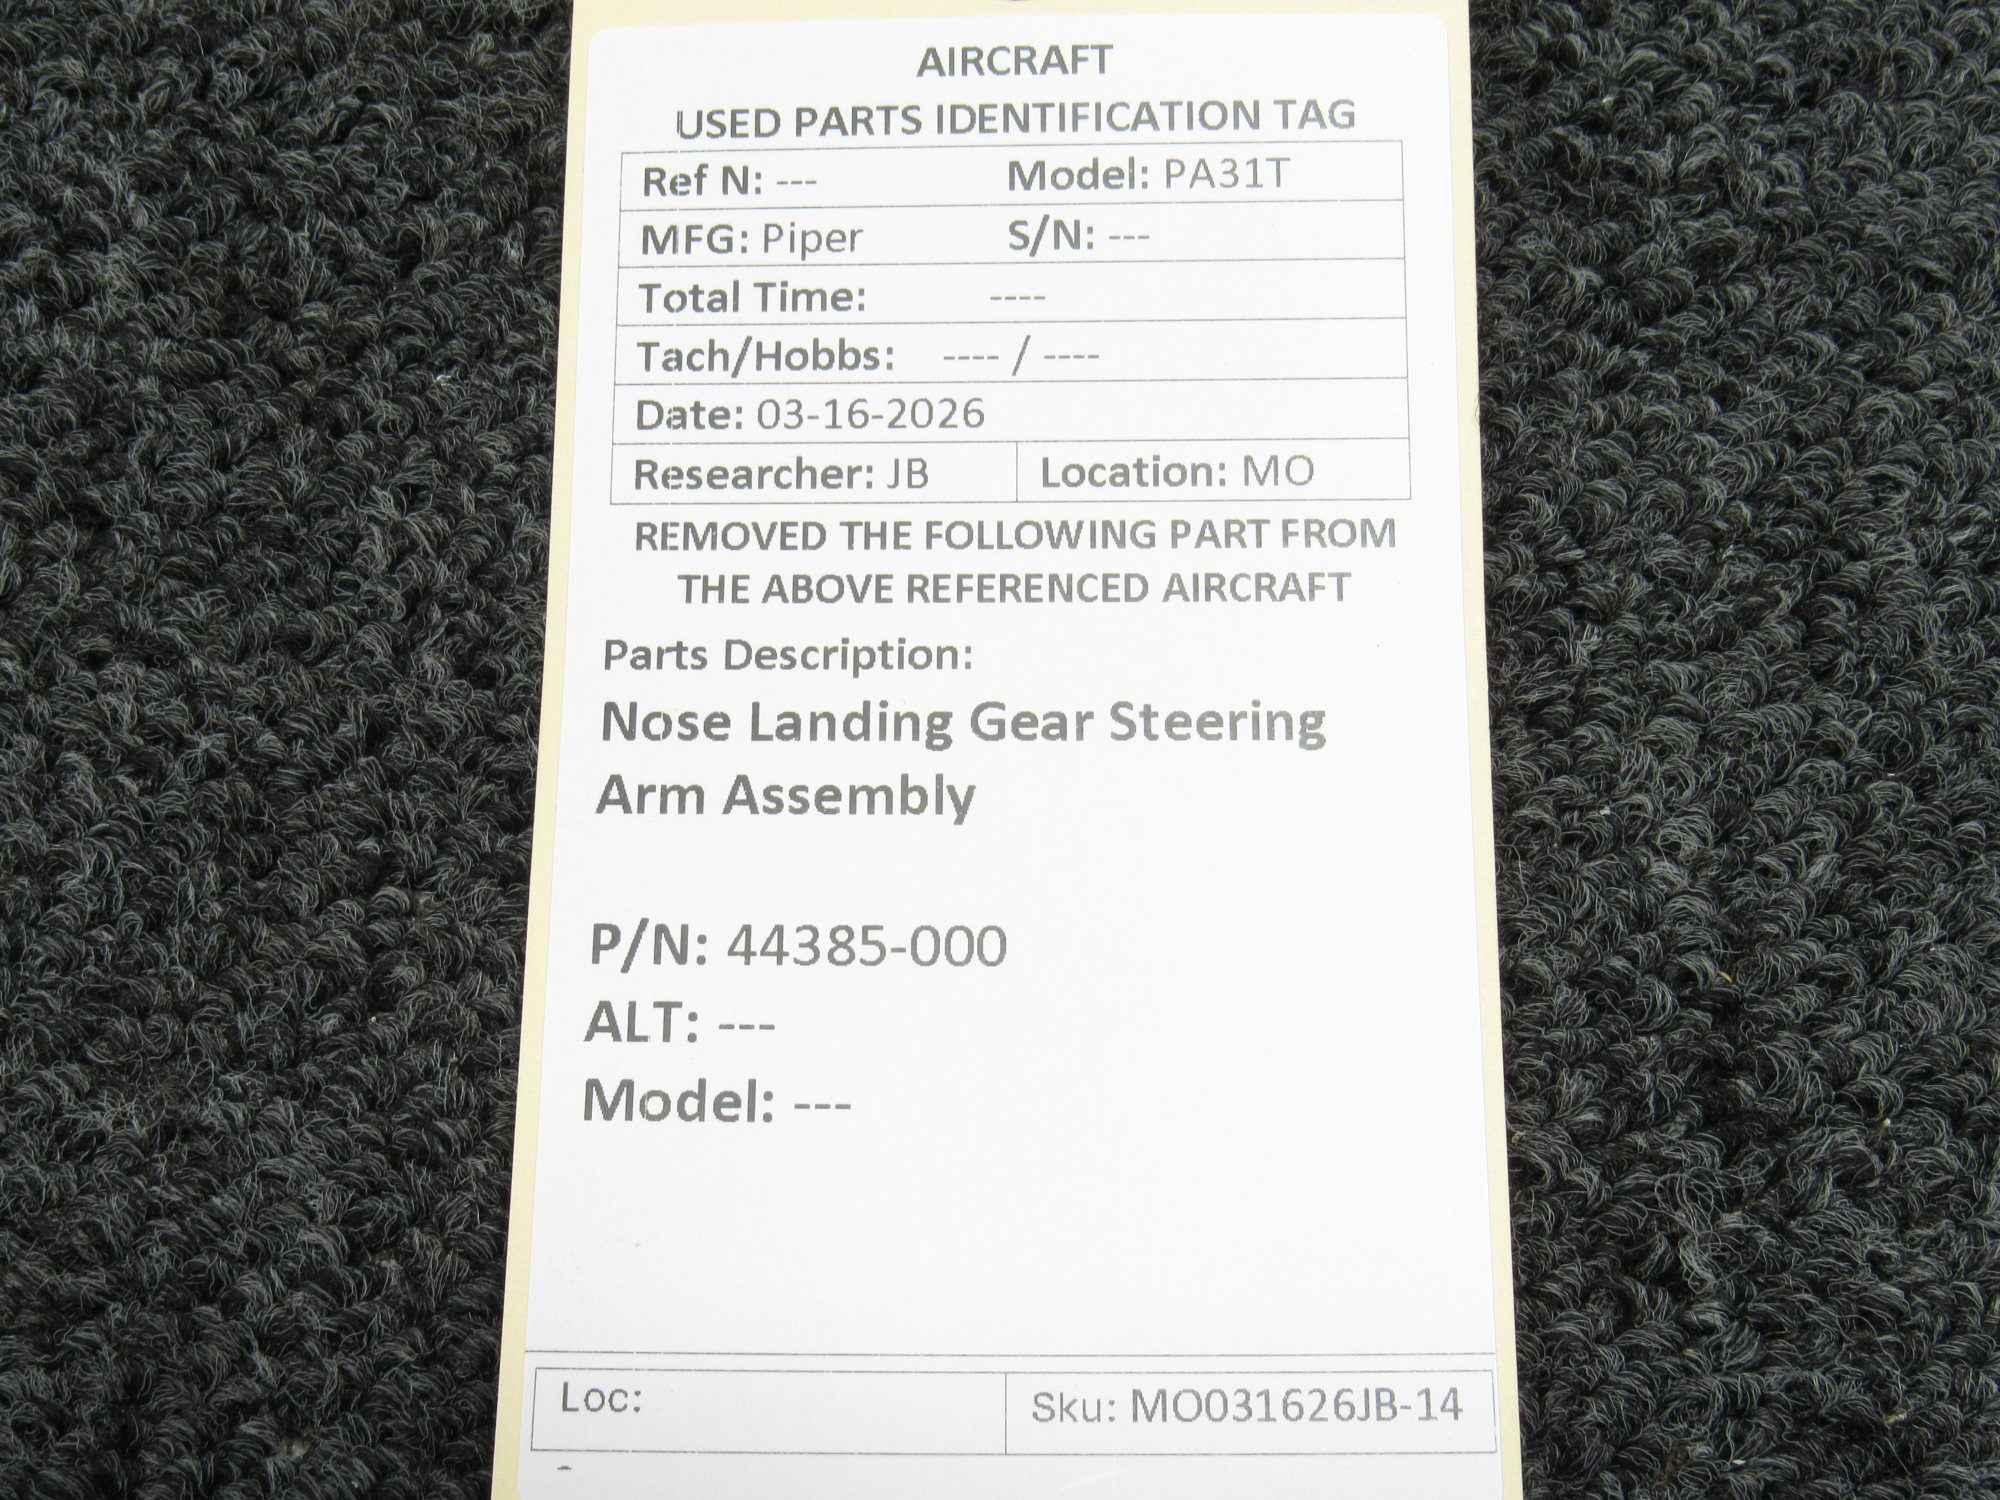 AIRCRAFT
USED PARTS IDENTIFICATION TAG
Ref N: --- Model: PA31T
MFG: Piper S/N: ---
Total Time: ----
Tach/Hobbs: ---- / ----
Date: 03-16-2026
Researcher: JB Location: MO
REMOVED THE FOLLOWING PART FROM
THE ABOVE REFERENCED AIRCRAFT
Parts Description:
Nose Landing Gear Steering
Arm Assembly
P/N: 44385-000
ALT: ---
Model: ---
Loc: Sku: MO031626JB-14